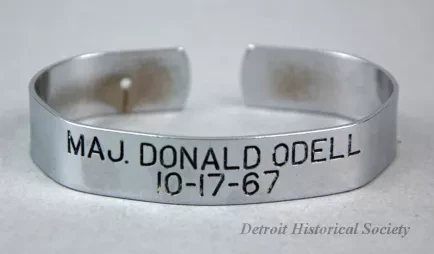 MAJ. DONALD ODELL
10-17-67
Detroit Historical Society